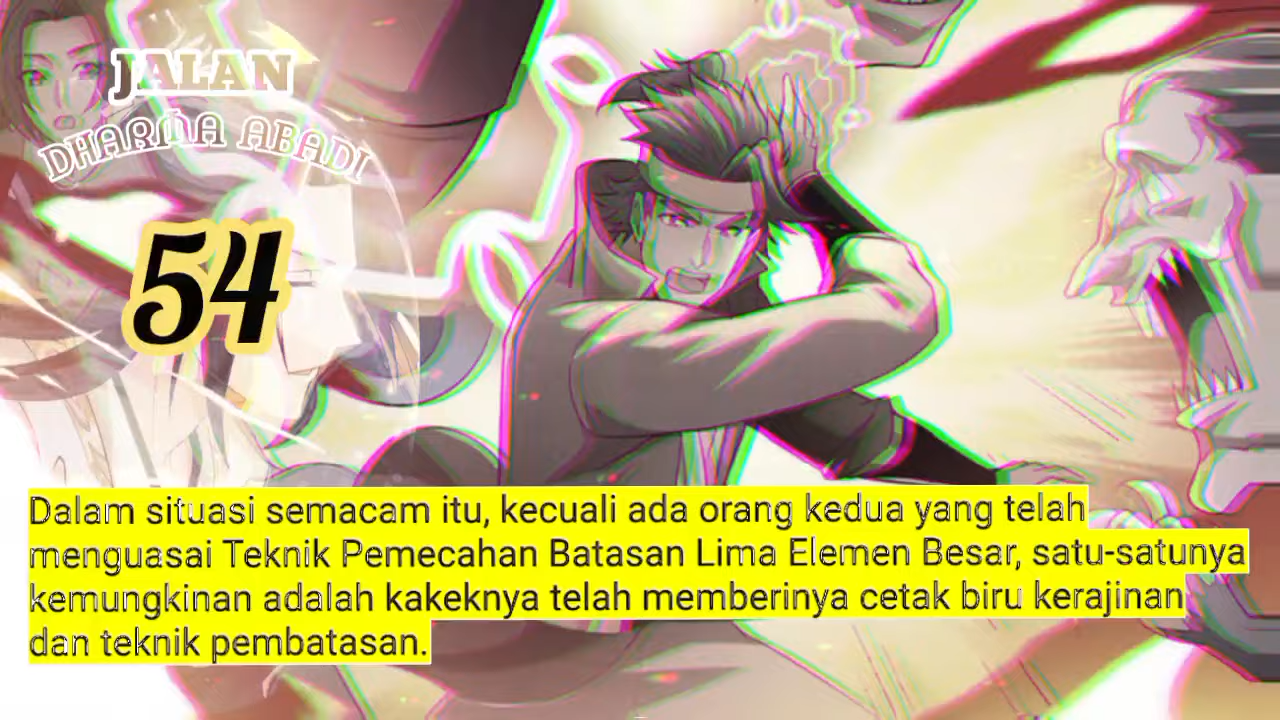 JALAN
DHARMA ABADI
54
Dalam situasi semacam itu, kecuali ada orang kedua yang telah
menguasai Teknik Pemecahan Batasan Lima Elemen Besar, satu-satunya
kemungkinan adalah kakeknya telah memberinya cetak biru kerajinan
dan teknik pembatasan.